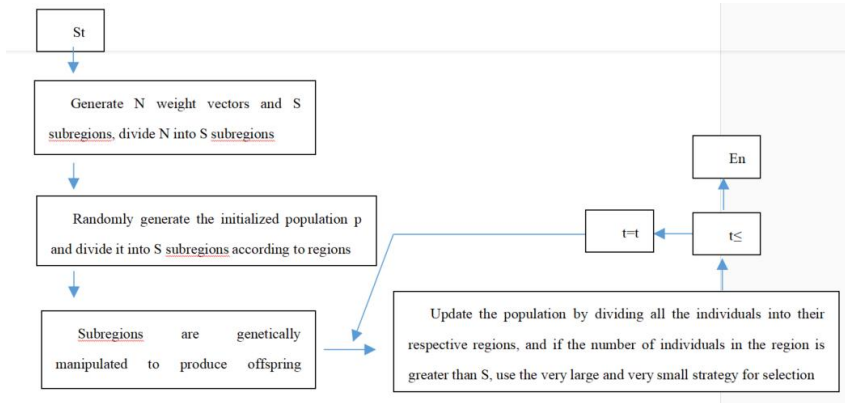 St
Generate N weight vectors and S
subregions, divide N into S subregions
Randomly generate the initialized population p
and divide it into S subregions according to regions
Subregions are genetically
manipulated to produce offspring
Update the population by dividing all the individuals into their
respective regions, and if the number of individuals in the region is
greater than S, use the very large and very small strategy for selection
t≤
t=t
En